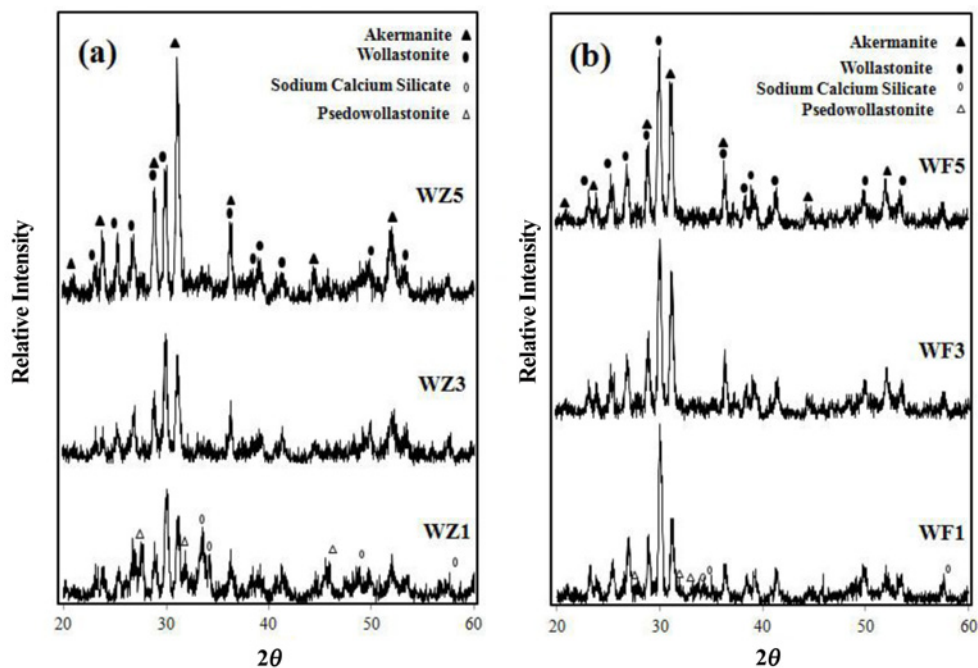 (a)
Akermanite ▲
Wollastonite ●
Sodium Calcium Silicate ○
Psedowollastonite △
WZ5
WZ3
WZ1
Relative Intensity
20 30 40 50 60
2θ
(b)
Akermanite ▲
Wollastonite ●
Sodium Calcium Silicate ○
Psedowollastonite △
WF5
WF3
WF1
Relative Intensity
20 30 40 50 60
2θ